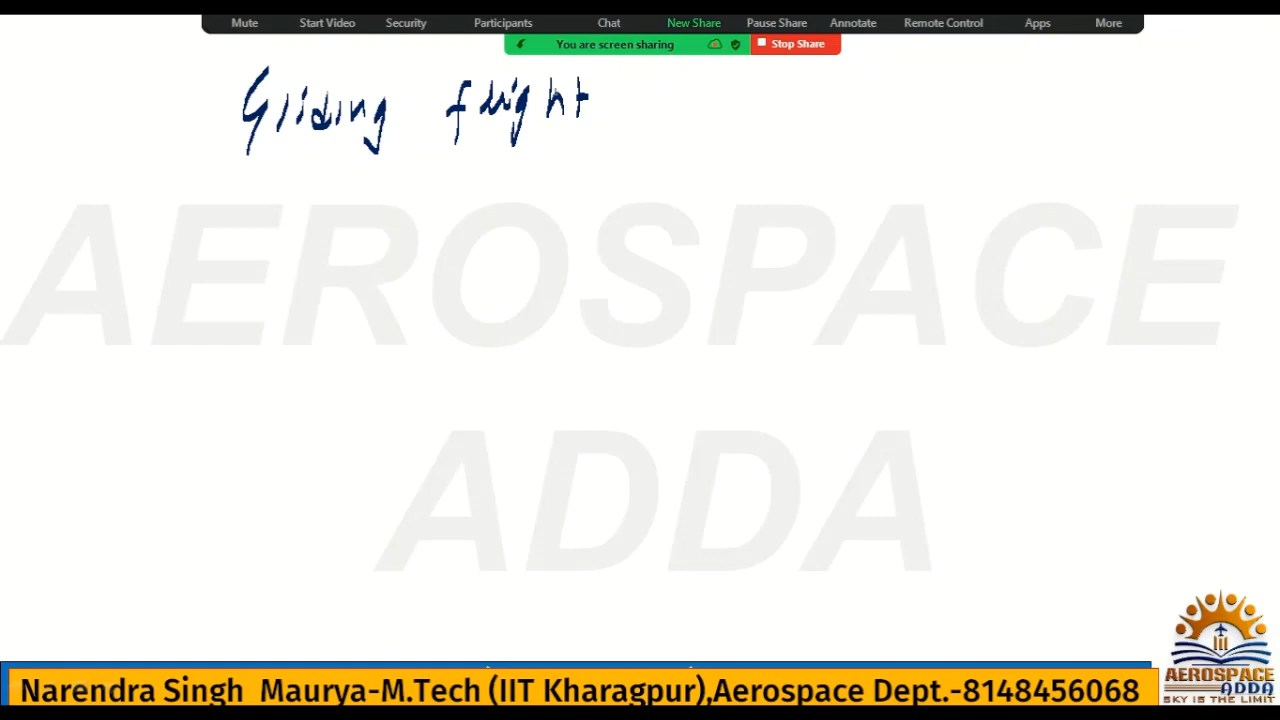 Mute Start Video Security Participants Chat New Share Pause Share Annotate Remote Control Apps More
You are screen sharing Stop Share
Gliding flight
AEROSPACE
ADDA
AEROSPACE
ADDA
SKY IS THE LIMIT
Narendra Singh Maurya-M.Tech (IIT Kharagpur),Aerospace Dept.-8148456068